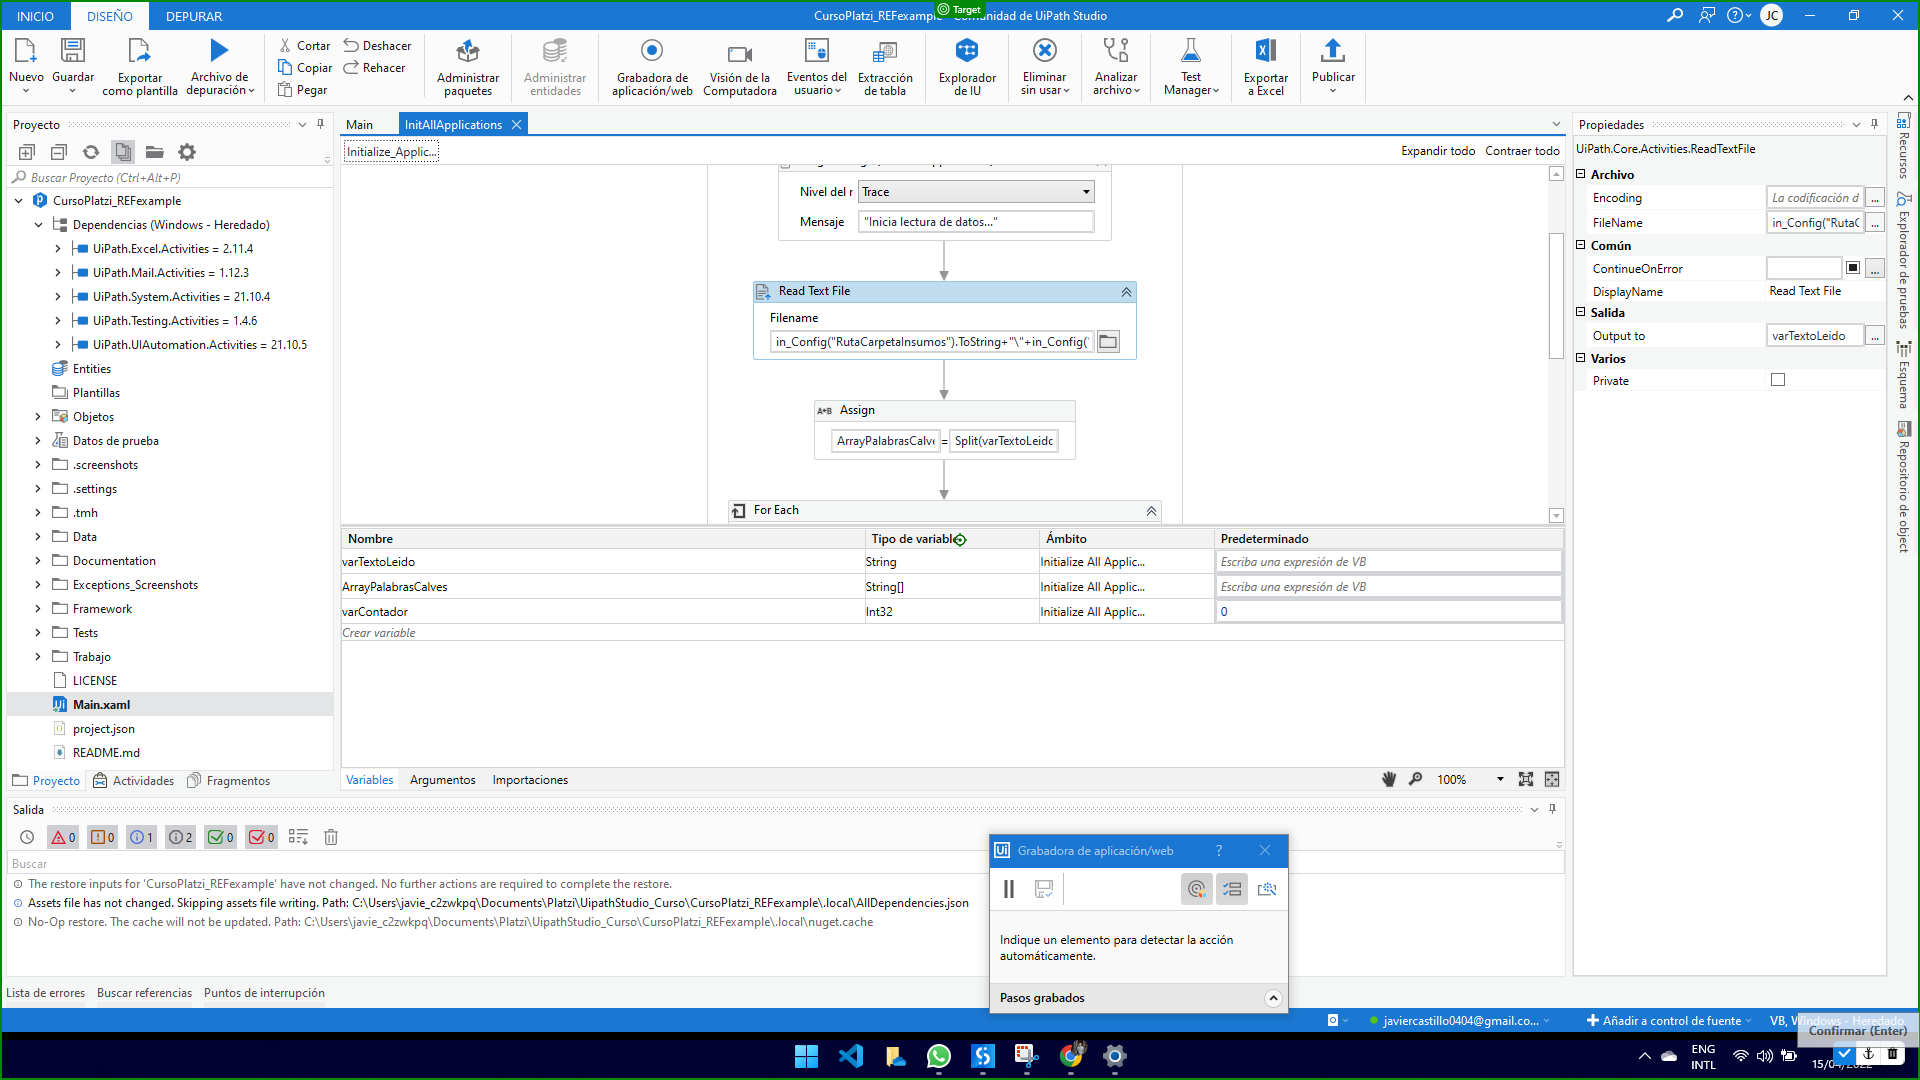 Target
INICIO
DISEÑO
DEPURAR
CursoPlatzi_REFexample - Comunidad de UiPath Studio
JC
Nuevo
Guardar
Exportar
como plantilla
Archivo de
depuración
Cortar
Copiar
Pegar
Deshacer
Rehacer
Administrar
paquetes
Administrar
entidades
Grabadora de
aplicación/web
Visión de la
Computadora
Eventos del
usuario
Extracción
de tabla
Explorador
de IU
Eliminar
sin usar
Analizar
archivo
Test
Manager
Exportar
a Excel
Publicar
Proyecto
Buscar Proyecto (Ctrl+Alt+P)
CursoPlatzi_REFexample
Dependencias (Windows - Heredado)
UiPath.Excel.Activities = 2.11.4
UiPath.Mail.Activities = 1.12.3
UiPath.System.Activities = 21.10.4
UiPath.Testing.Activities = 1.4.6
UiPath.UIAutomation.Activities = 21.10.5
Entities
Plantillas
Objetos
Datos de prueba
.screenshots
.settings
.tmh
Data
Documentation
Exceptions_Screenshots
Framework
Tests
Trabajo
LICENSE
Main.xaml
project.json
README.md
Proyecto
Actividades
Fragmentos
Main
InitAllApplications
Initialize_Applic...
Expandir todo
Contraer todo
Nivel del r
Trace
Mensaje
"Inicia lectura de datos..."
Read Text File
Filename
in_Config("RutaCarpetaInsumos").ToString+"\"+in_Config("
A+B Assign
ArrayPalabrasCalve = Split(varTextoLeido
For Each
Nombre
Tipo de variable
Ámbito
Predeterminado
varTextoLeido
String
Initialize All Applic...
Escriba una expresión de VB
ArrayPalabrasCalves
String[]
Initialize All Applic...
Escriba una expresión de VB
varContador
Int32
Initialize All Applic...
0
Crear variable
Variables
Argumentos
Importaciones
100%
Propiedades
UiPath.Core.Activities.ReadTextFile
Archivo
Encoding
La codificación d
...
FileName
in_Config("RutaC
...
Común
ContinueOnError
...
DisplayName
Read Text File
Salida
Output to
varTextoLeido
...
Varios
Private
Recursos
Explorador de pruebas
Esquema
Repositorio de object
Salida
0
0
1
2
0
0
Buscar
The restore inputs for 'CursoPlatzi_REFexample' have not changed. No further actions are required to complete the restore.
Assets file has not changed. Skipping assets file writing. Path: C:\Users\javie_c2zwkpq\Documents\Platzi\UipathStudio_Curso\CursoPlatzi_REFexample\.local\AllDependencies.json
No-Op restore. The cache will not be updated. Path: C:\Users\javie_c2zwkpq\Documents\Platzi\UipathStudio_Curso\CursoPlatzi_REFexample\.local\nuget.cache
Ui Grabadora de aplicación/web ?
Indique un elemento para detectar la acción
automáticamente.
Pasos grabados
Lista de errores
Buscar referencias
Puntos de interrupción
javiercastillo0404@gmail.co...
Añadir a control de fuente
VB, Windows - Heredado
Confirmar (Enter)
ENG
INTL
15/04/2022